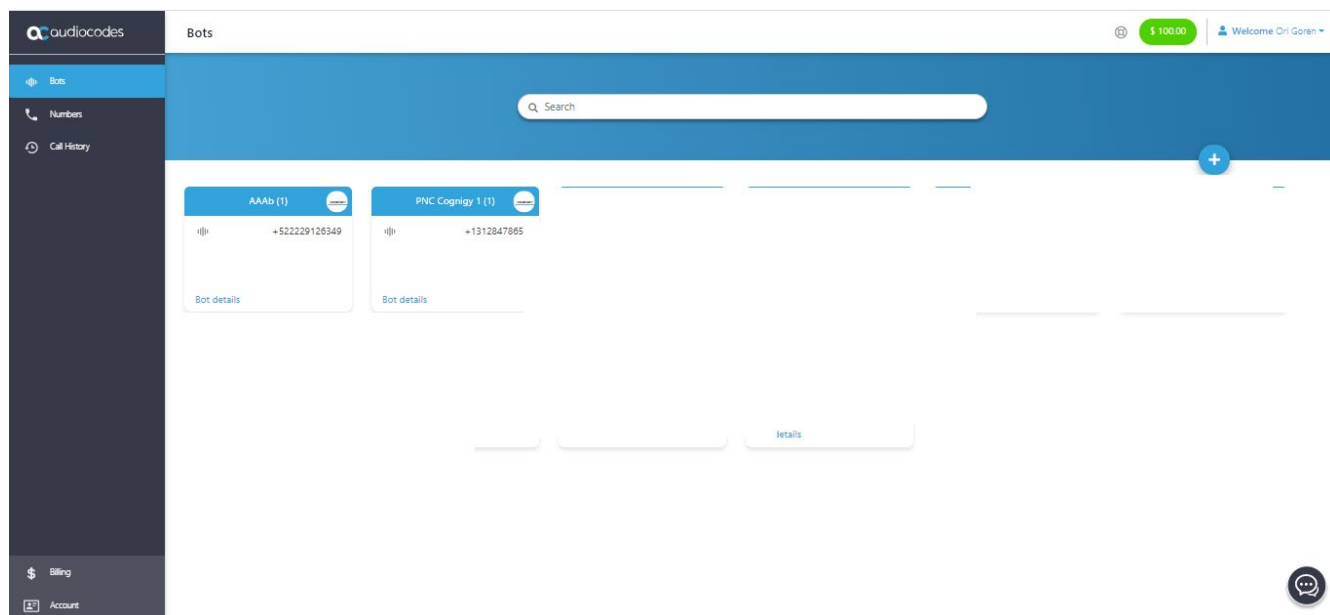 audiocodes
Bots
$ 100.00
Welcome Ori Goren
Bots
Numbers
Call History
Search
+
AAAb (1)
PNC Cognigy 1 (1)
+522229126349
+1312847865
Bot details
Bot details
letails
$ Billing
Account